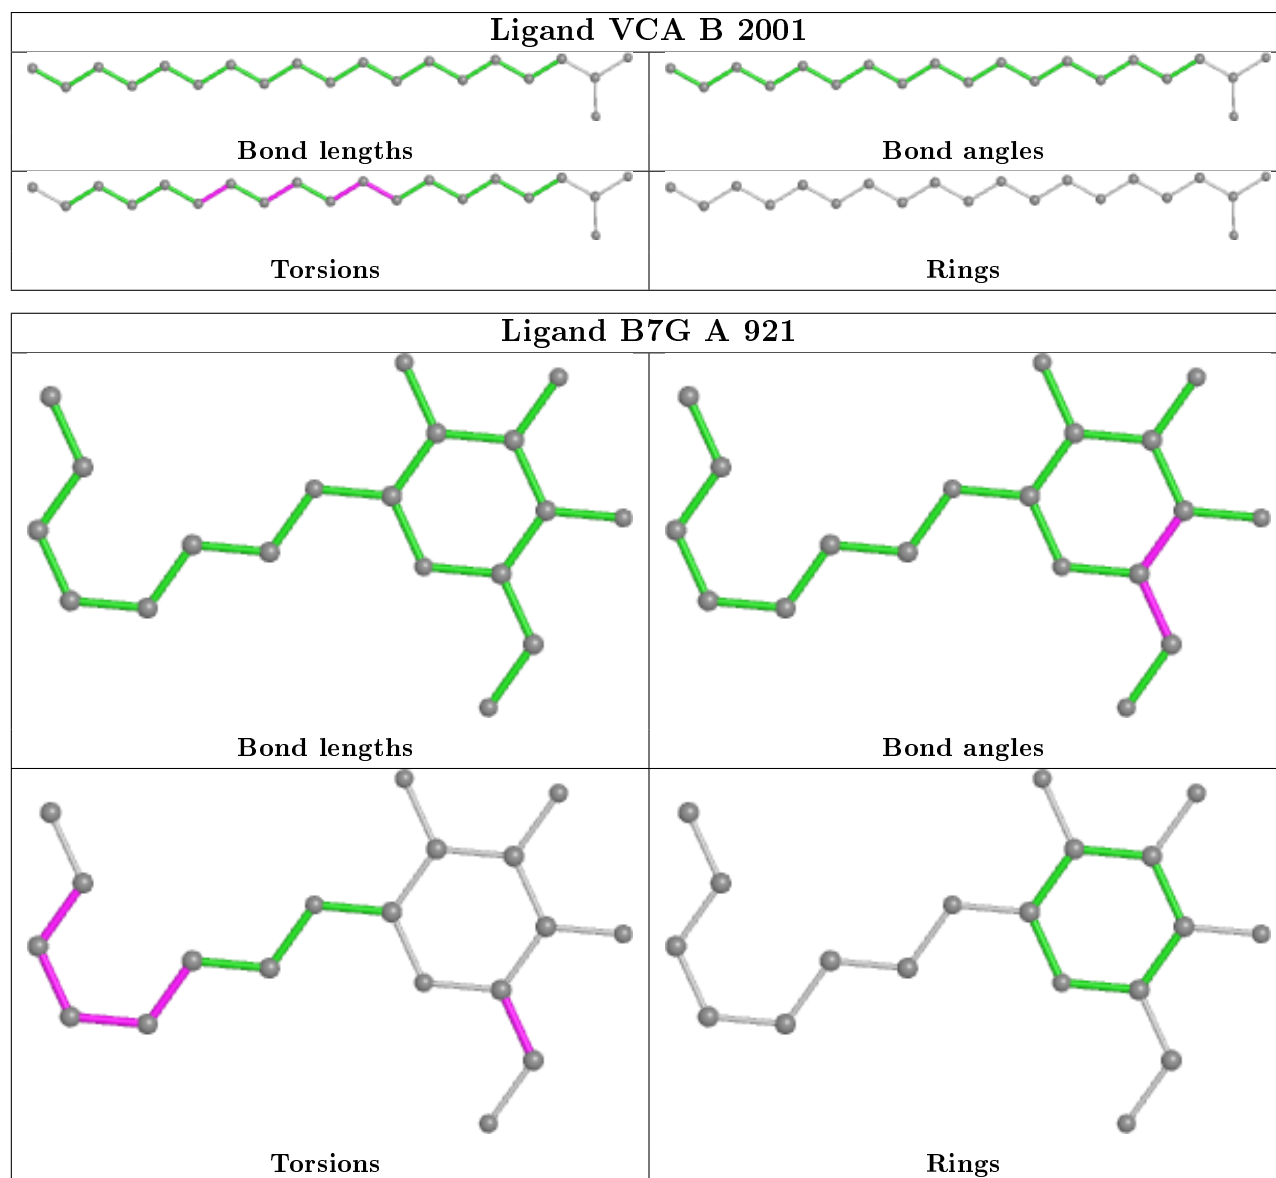 Ligand VCA B 2001
Bond lengths
Bond angles
Torsions
Rings
Ligand B7G A 921
Bond lengths
Bond angles
Torsions
Rings